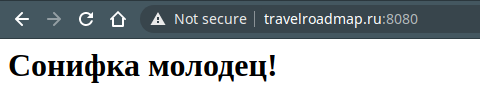 Not secure travelroadmap.ru:8080
Сонифка молодец!